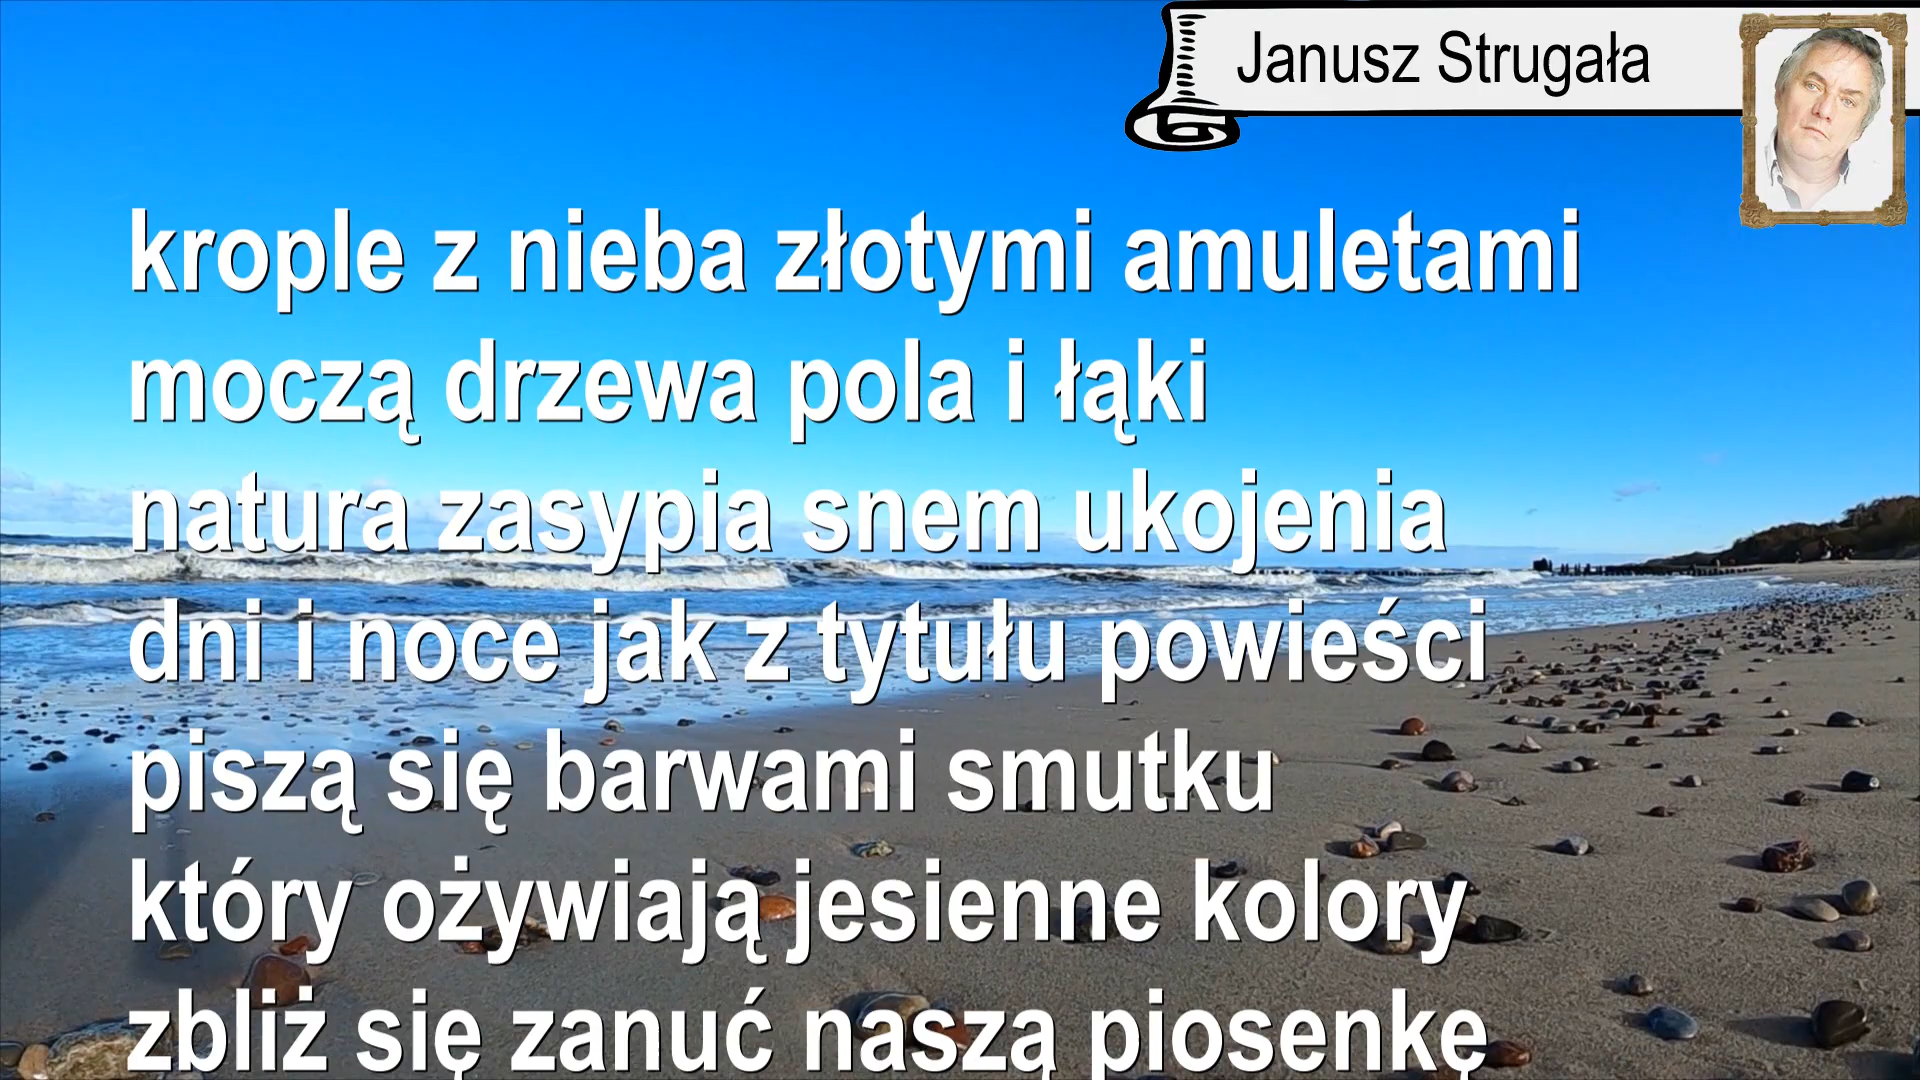 Janusz Strugała
krople z nieba złotymi amuletami
moczą drzewa pola i łąki
natura zasypia snem ukojenia
dni i noce jak z tytułu powieści
piszą się barwami smutku
który ożywiają jesienne kolory
zbliż się zanuć naszą piosenkę